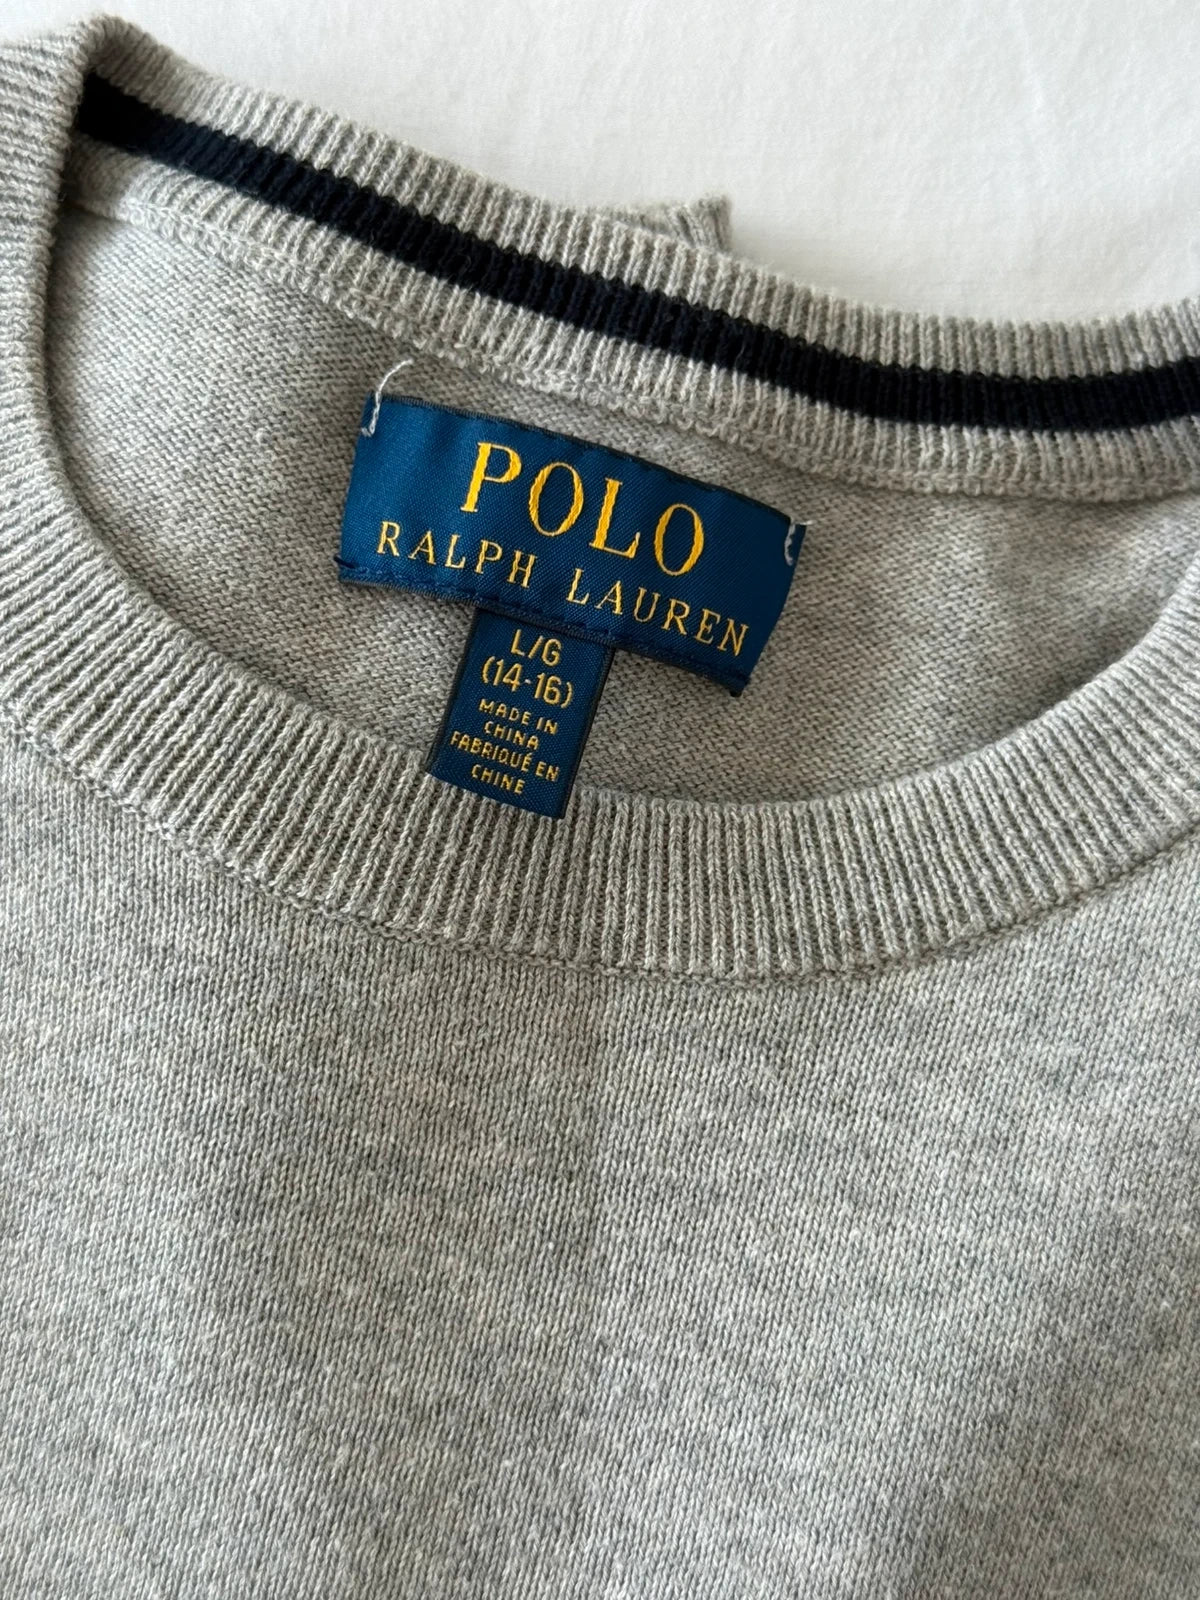 POLO
RALPH LAUREN
L/G
(14-16)
MADE IN
CHINA
FABRIQUÉ EN
CHINE